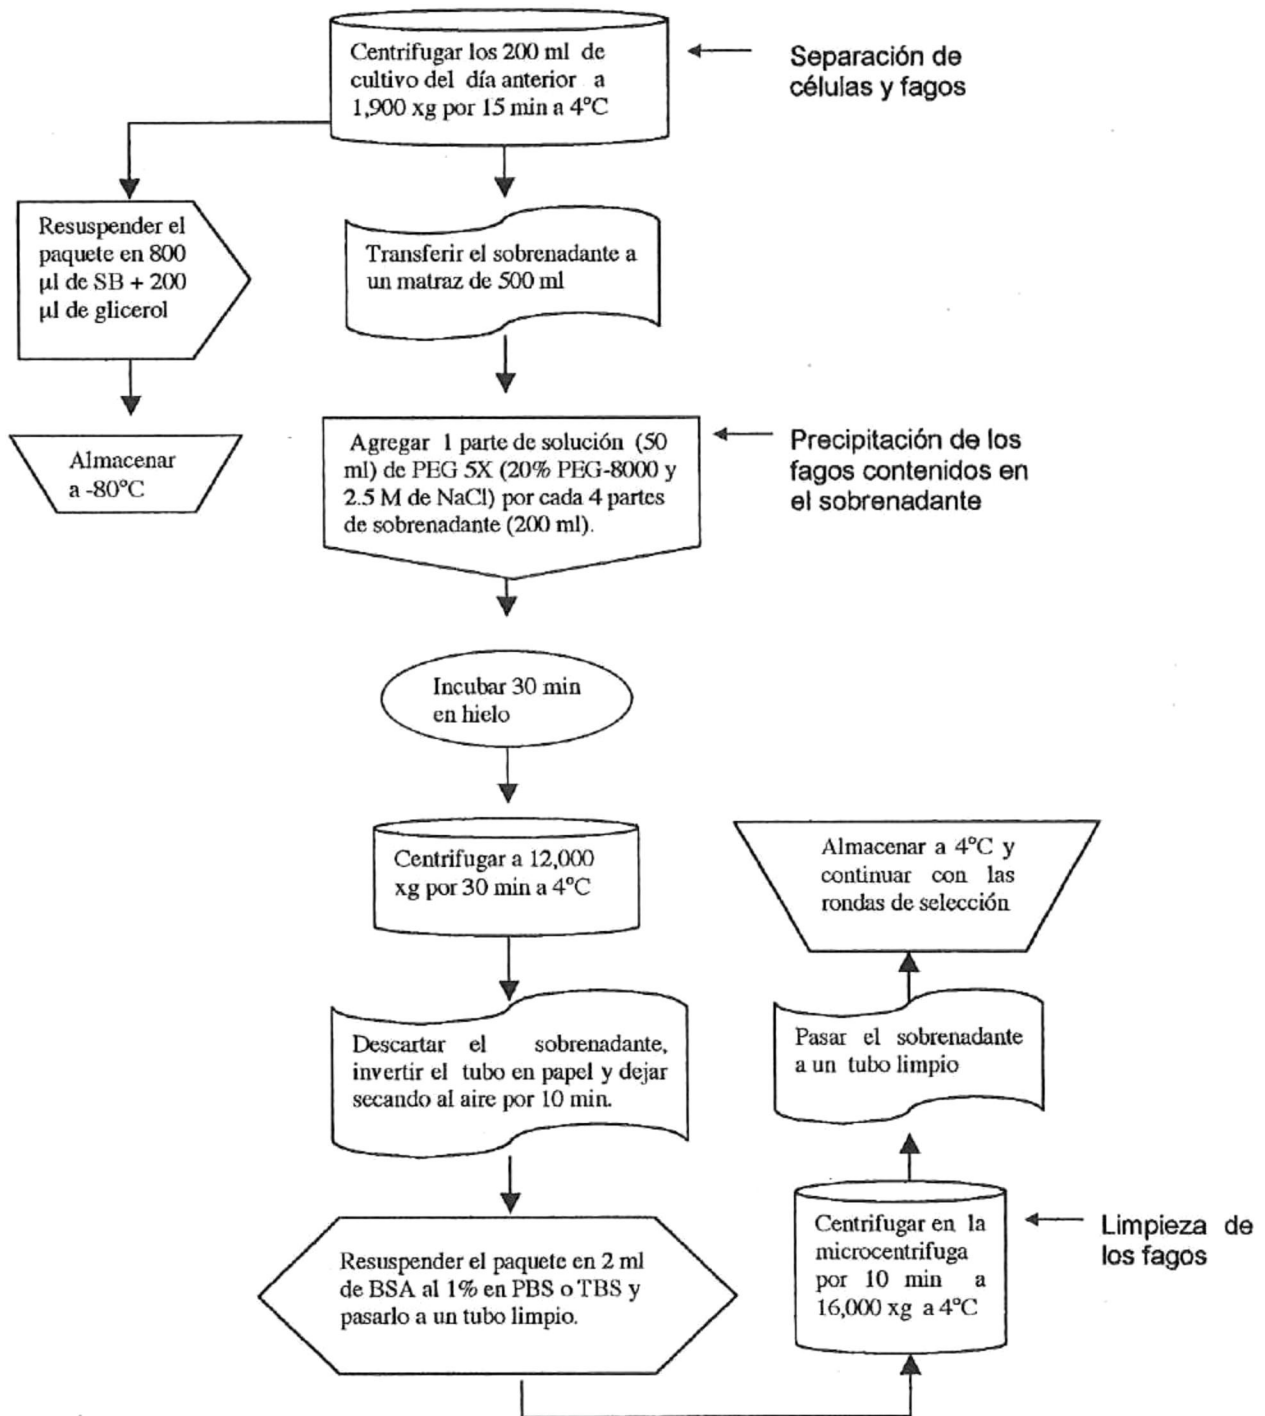 Centrifugar los 200 ml de
cultivo del día anterior a
1,900 xg por 15 min a 4°C
Separación de
células y fagos
Resuspender el
paquete en 800
µl de SB + 200
µl de glicerol
Transferir el sobrenadante a
un matraz de 500 ml
Almacenar
a -80°C
Agregar 1 parte de solución (50
ml) de PEG 5X (20% PEG-8000 y
2.5 M de NaCl) por cada 4 partes
de sobrenadante (200 ml).
Precipitación de los
fagos contenidos en
el sobrenadante
Incubar 30 min
en hielo
Centrifugar a 12,000
xg por 30 min a 4°C
Descartar el sobrenadante,
invertir el tubo en papel y dejar
secando al aire por 10 min.
Resuspender el paquete en 2 ml
de BSA al 1% en PBS o TBS y
pasarlo a un tubo limpio.
Centrifugar en la
microcentrifuga
por 10 min a
16,000 xg a 4°C
Limpieza de
los fagos
Pasar el sobrenadante
a un tubo limpio
Almacenar a 4°C y
continuar con las
rondas de selección